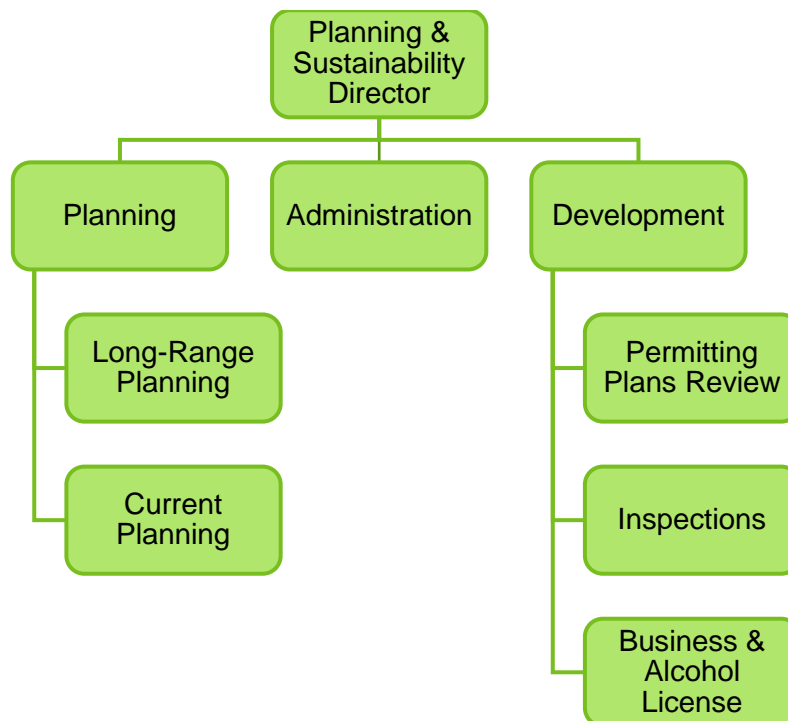 Planning &
Sustainability
Director
Planning
Administration
Development
Long-Range
Planning
Permitting
Plans Review
Current
Planning
Inspections
Business &
Alcohol
License